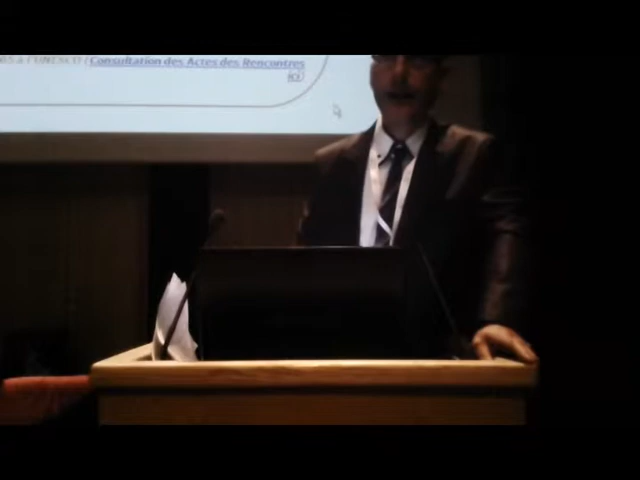 à l'UNESCO (Consultation des Actes des Rencontres
ici)